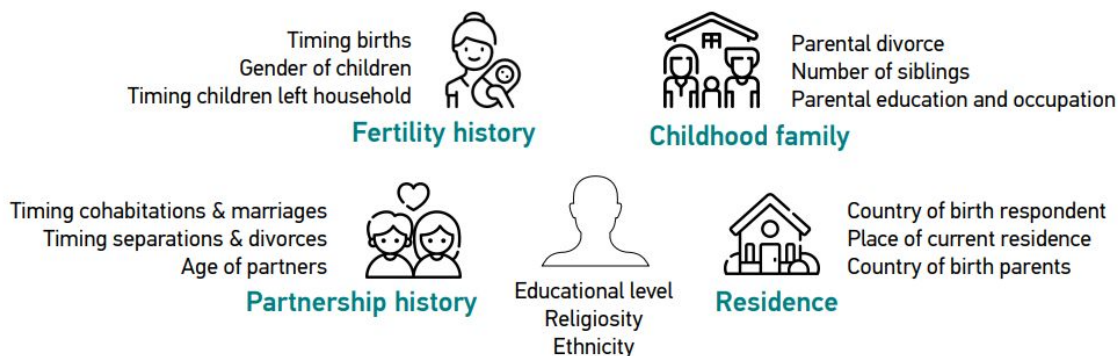 Timing births
Gender of children
Timing children left household
Fertility history
Parental divorce
Number of siblings
Parental education and occupation
Childhood family
Timing cohabitations & marriages
Timing separations & divorces
Age of partners
Partnership history
Educational level
Religiosity
Ethnicity
Country of birth respondent
Place of current residence
Country of birth parents
Residence